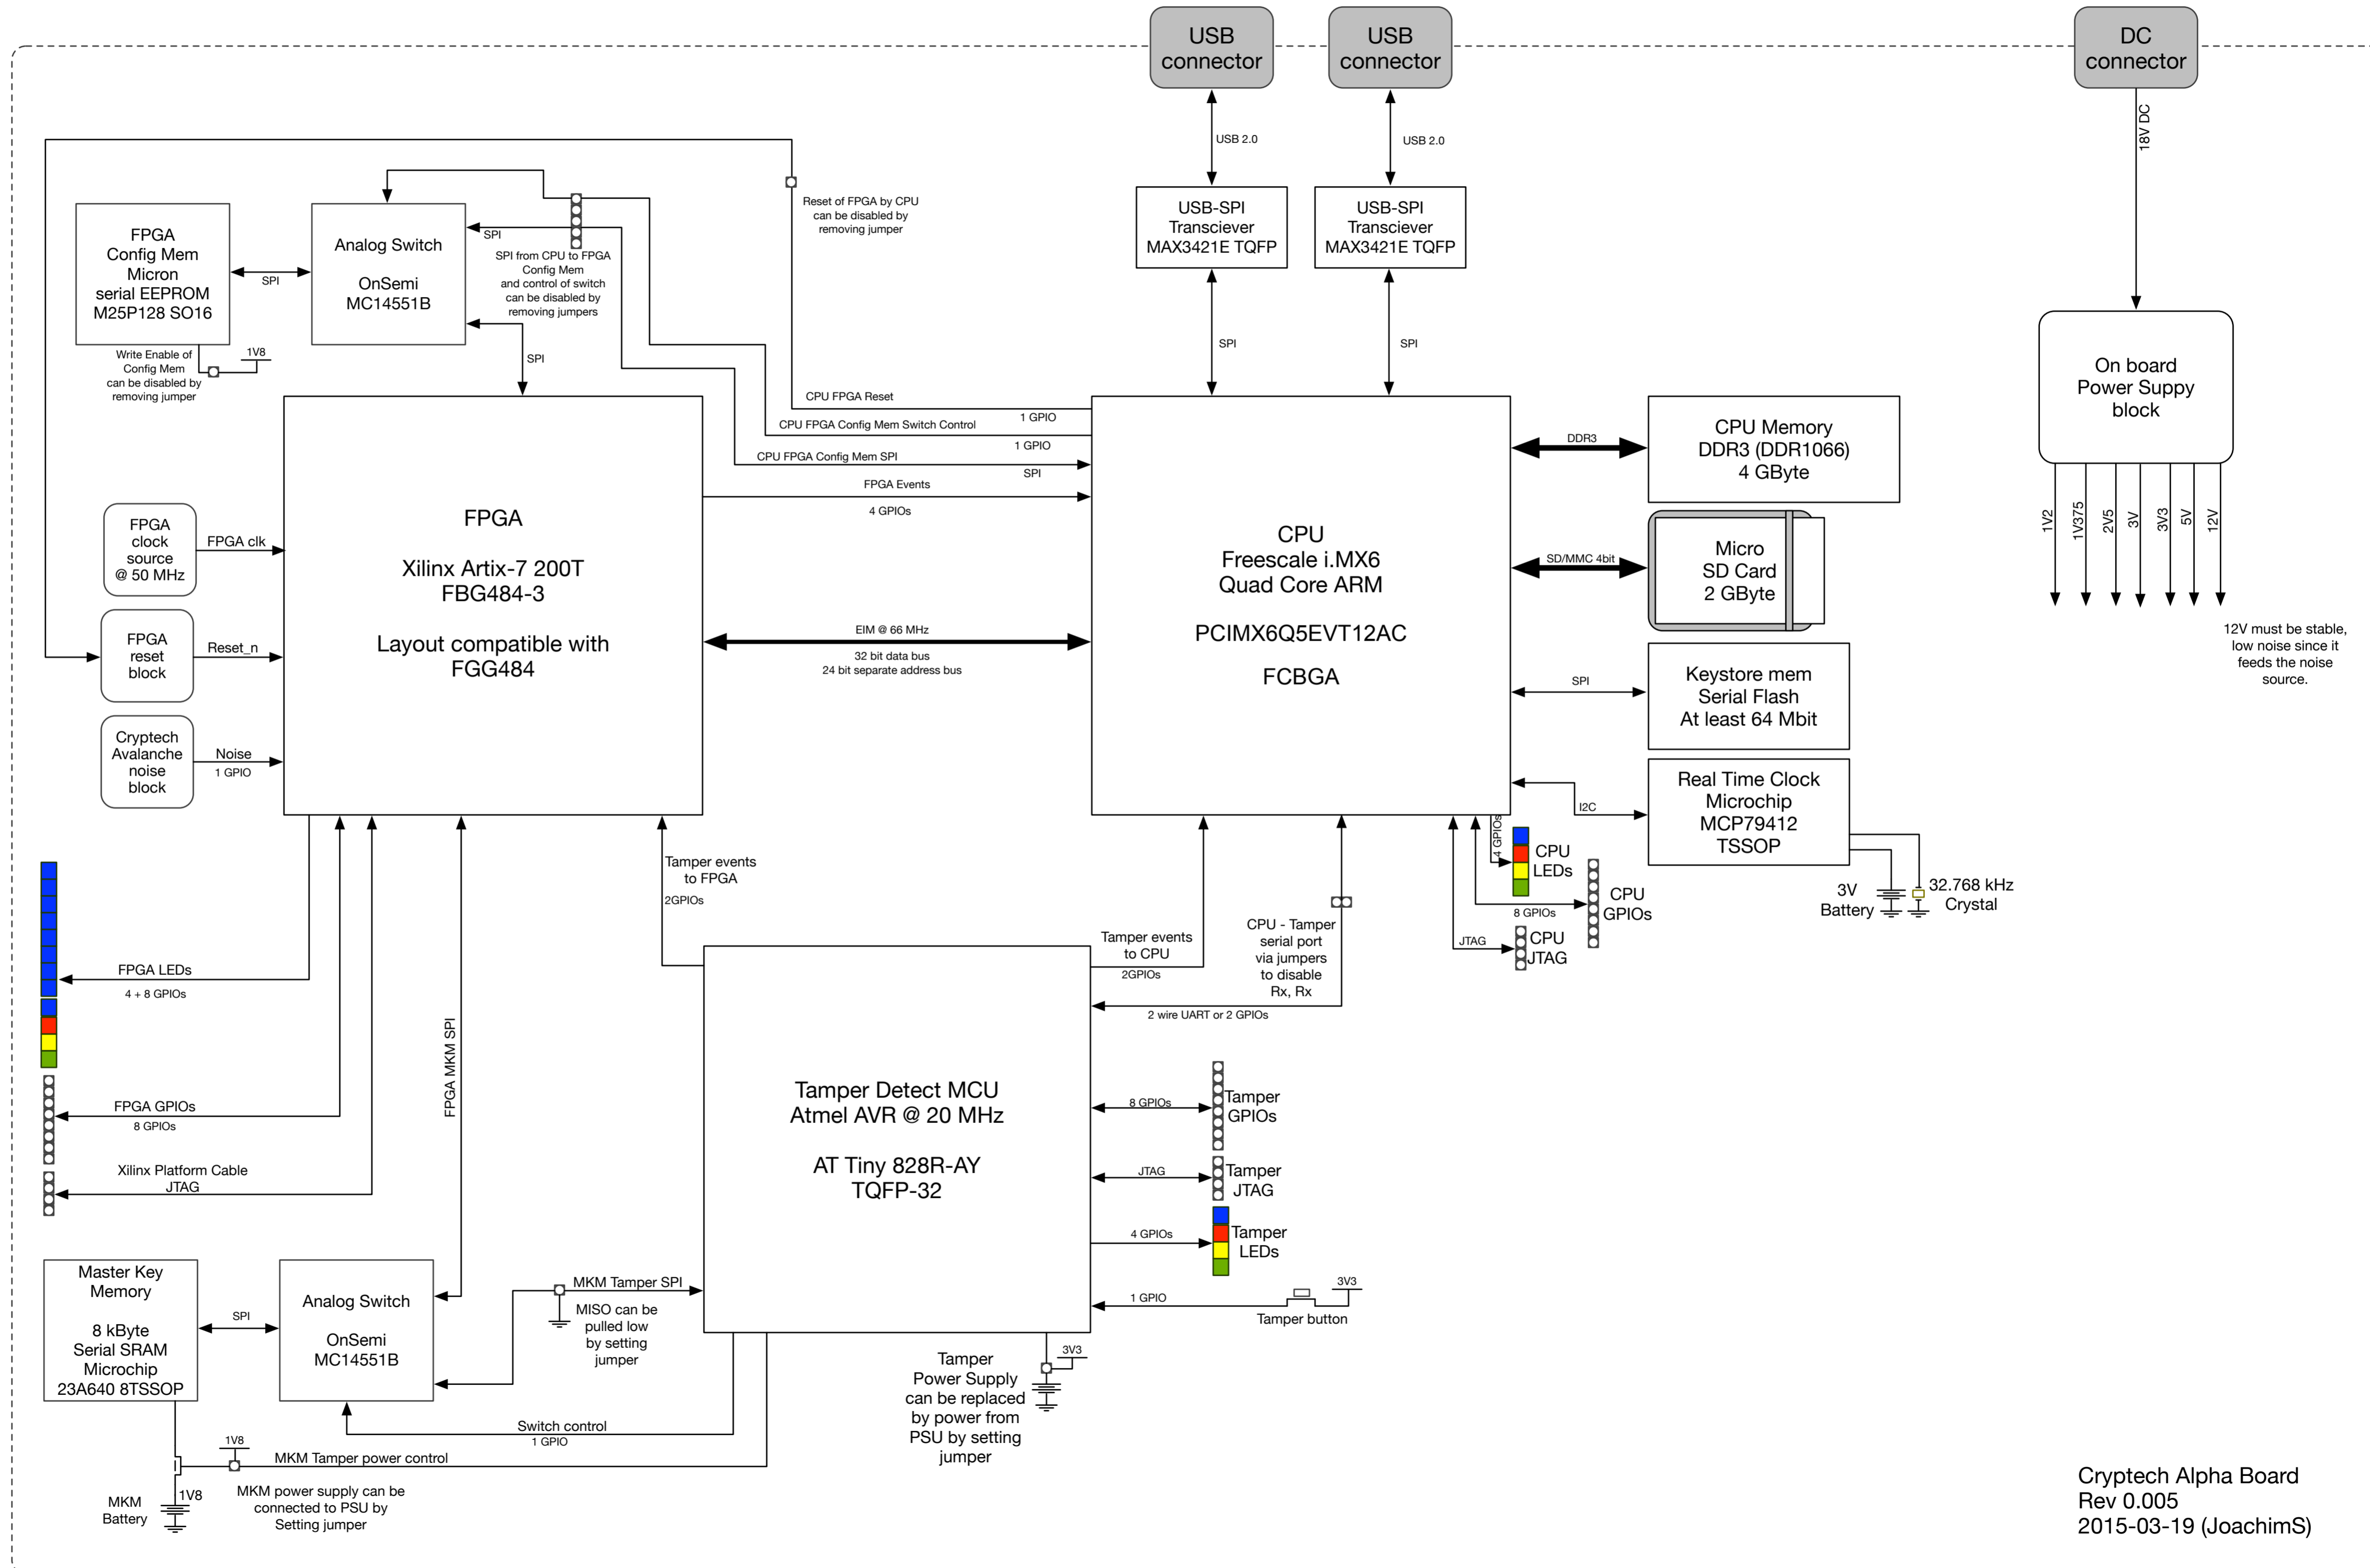 USB
connector
USB
connector
DC
connector
USB 2.0
USB 2.0
18V DC
USB-SPI
Transciever
MAX3421E TQFP
USB-SPI
Transciever
MAX3421E TQFP
SPI
SPI
Reset of FPGA by CPU
can be disabled by
removing jumper
FPGA
Config Mem
Micron
serial EEPROM
M25P128 SO16
SPI
Analog Switch
OnSemi
MC14551B
SPI
SPI from CPU to FPGA
Config Mem
and control of switch
can be disabled by
removing jumpers
SPI
Write Enable of
Config Mem
can be disabled by
removing jumper
1V8
On board
Power Suppy
block
1V2
1V375
2V5
3V
3V3
5V
12V
12V must be stable,
low noise since it
feeds the noise
source.
CPU FPGA Reset
1 GPIO
CPU FPGA Config Mem Switch Control
1 GPIO
CPU FPGA Config Mem SPI
SPI
FPGA Events
4 GPIOs
FPGA
Xilinx Artix-7 200T
FBG484-3
Layout compatible with
FGG484
FPGA
clock
source
@ 50 MHz
FPGA clk
FPGA
reset
block
Reset_n
Cryptech
Avalanche
noise
block
Noise
1 GPIO
EIM @ 66 MHz
32 bit data bus
24 bit separate address bus
CPU
Freescale i.MX6
Quad Core ARM
PCIMX6Q5EVT12AC
FCBGA
DDR3
CPU Memory
DDR3 (DDR1066)
4 GByte
SD/MMC 4bit
Micro
SD Card
2 GByte
SPI
Keystore mem
Serial Flash
At least 64 Mbit
I2C
Real Time Clock
Microchip
MCP79412
TSSOP
3V
Battery
32.768 kHz
Crystal
4 GPIOs
CPU
LEDs
8 GPIOs
CPU
GPIOs
JTAG
CPU
JTAG
Tamper events
to FPGA
2GPIOs
Tamper events
to CPU
2GPIOs
CPU - Tamper
serial port
via jumpers
to disable
Rx, Rx
2 wire UART or 2 GPIOs
FPGA LEDs
4 + 8 GPIOs
FPGA GPIOs
8 GPIOs
Xilinx Platform Cable
JTAG
FPGA MKM SPI
Tamper Detect MCU
Atmel AVR @ 20 MHz
AT Tiny 828R-AY
TQFP-32
8 GPIOs
Tamper
GPIOs
JTAG
Tamper
JTAG
4 GPIOs
Tamper
LEDs
1 GPIO
3V3
Tamper button
Master Key
Memory
8 kByte
Serial SRAM
Microchip
23A640 8TSSOP
SPI
Analog Switch
OnSemi
MC14551B
MKM Tamper SPI
MISO can be
pulled low
by setting
jumper
Tamper
Power Supply
can be replaced
by power from
PSU by setting
jumper
3V3
Switch control
1 GPIO
1V8
MKM Tamper power control
MKM
Battery
1V8
MKM power supply can be
connected to PSU by
Setting jumper
Cryptech Alpha Board
Rev 0.005
2015-03-19 (JoachimS)